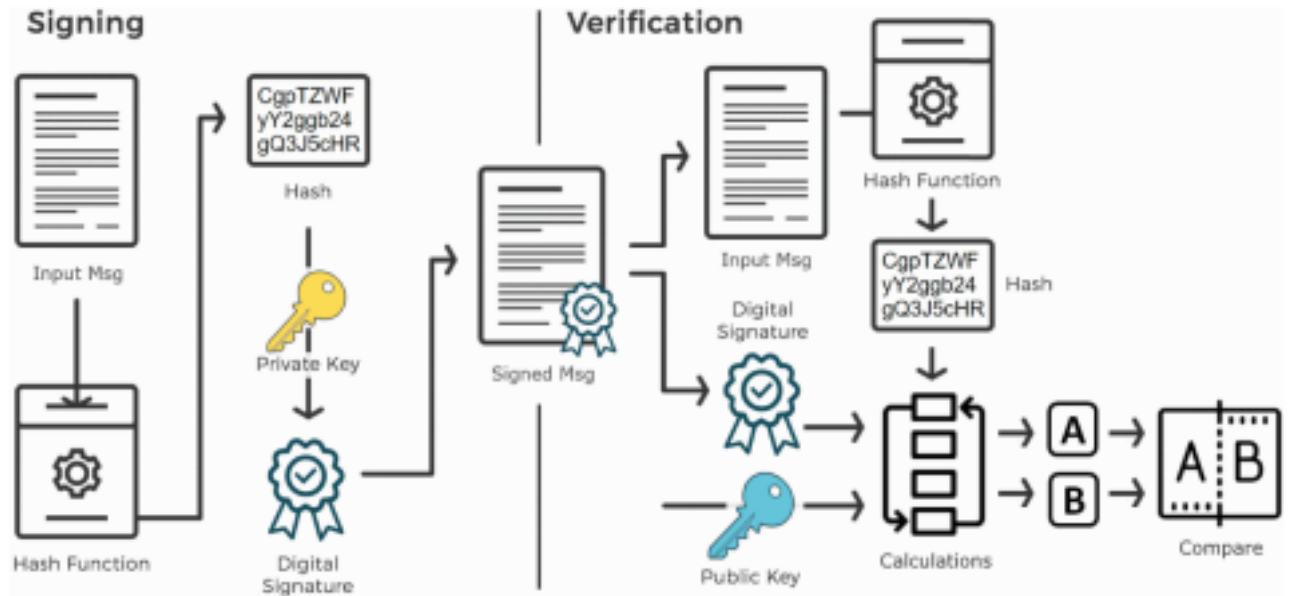 Signing
CgpTZWF
yY2ggb24
gQ3J5cHR
Hash
Input Msg
Private Key
Hash Function
Digital
Signature
Signed Msg
Verification
Input Msg
Hash Function
CgpTZWF
yY2ggb24
gQ3J5cHR
Hash
Digital
Signature
Public Key
Calculations
A
B
A B
Compare